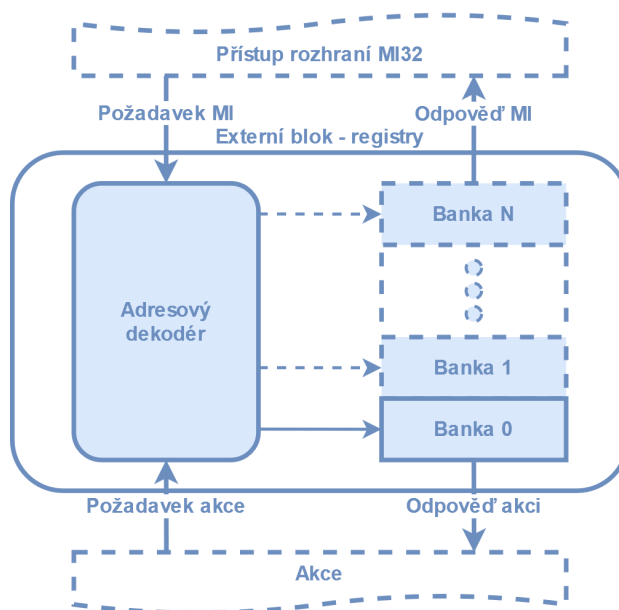 Přístup rozhraní MI32
Požadavek MI
Odpověď MI
Externí blok - registry
Banka N
Adresový
dekodér
Banka 1
Banka 0
Požadavek akce
Odpověď akci
Akce